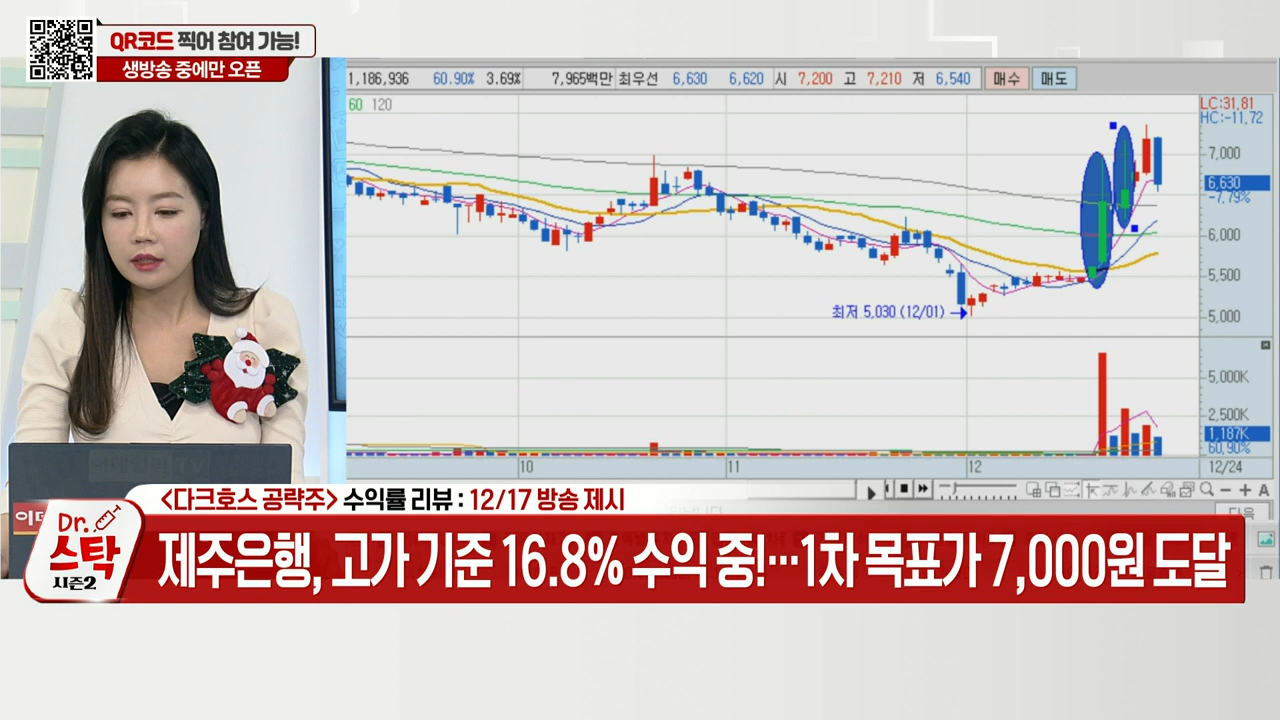 QR코드 찍어 참여 가능!
생방송 중에만 오픈
1,186,936 60.90% 3.69% 7,965백만 최우선 6,630 6,620 시 7,200 고 7,210 저 6,540 매수 매도
60 120
LC:31.81
HC:-11.72
7,000
6,630
-7.79%
6,000
5,500
최저 5,030 (12/01)
5,000
5,000K
2,500K
1,187K
60.90%
10 11 12 12/24
다음
<다크호스 공략주> 수익률 리뷰 : 12/17 방송 제시
Dr.
스탁
시즌2
제주은행, 고가 기준 16.8% 수익 중!…1차 목표가 7,000원 도달